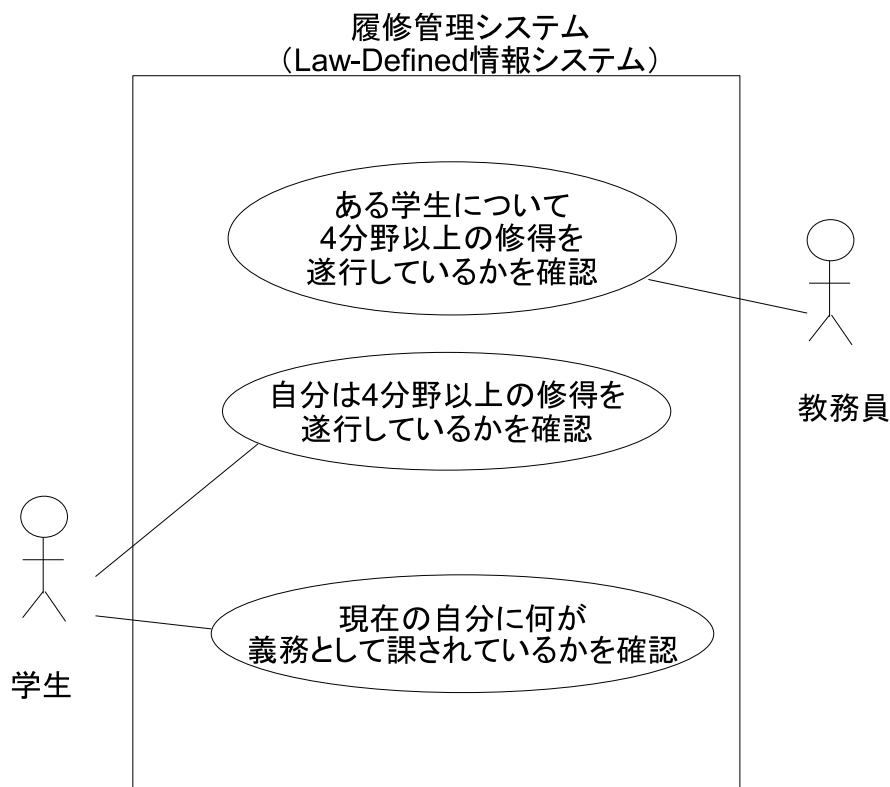 履修管理システム
（Law-Defined情報システム）
ある学生について
4分野以上の修得を
遂行しているかを確認
自分は4分野以上の修得を
遂行しているかを確認
教務員
現在の自分に何が
義務として課されているかを確認
学生